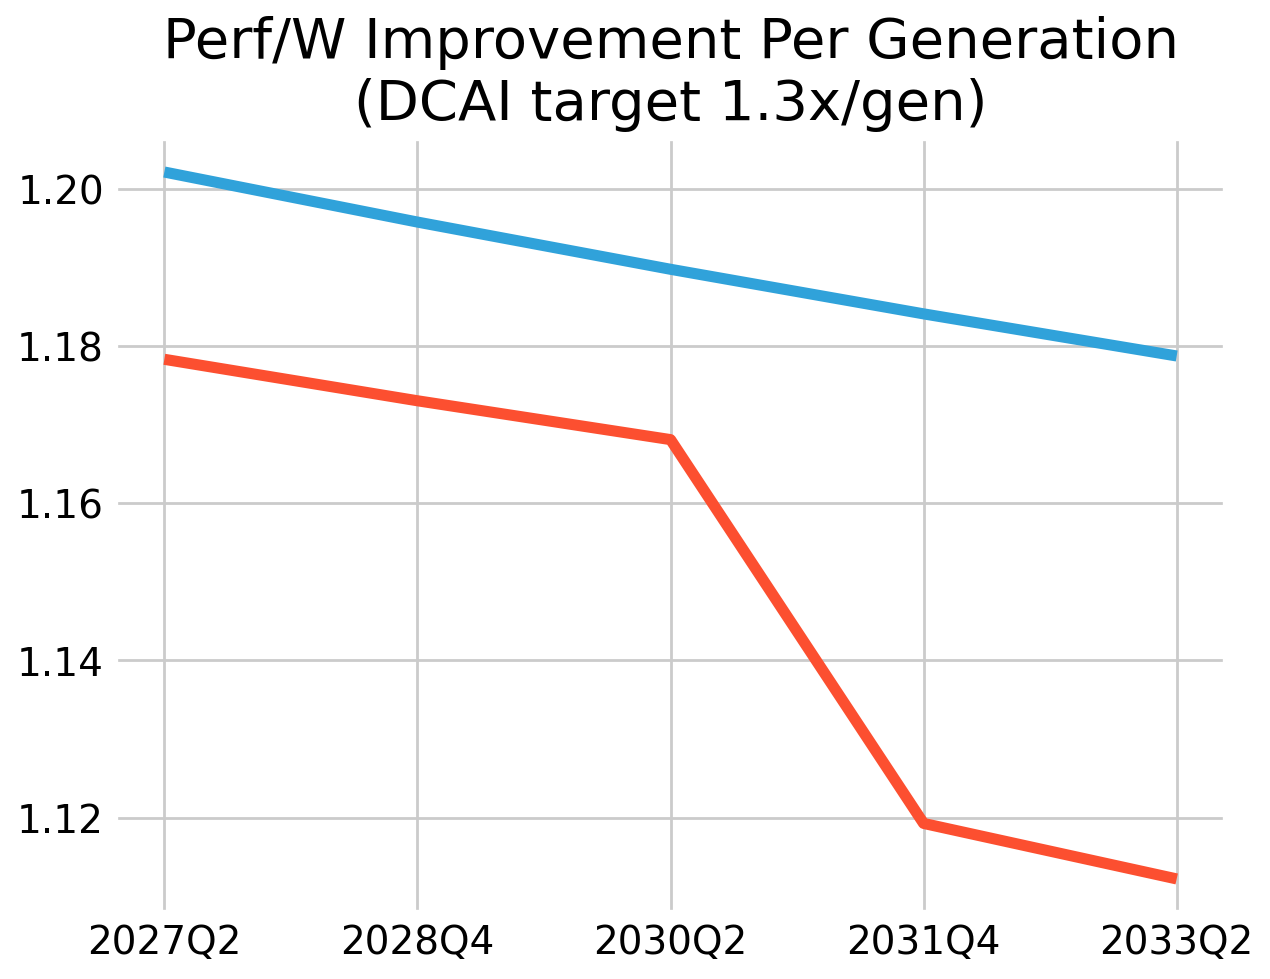 Perf/W Improvement Per Generation
(DCAI target 1.3x/gen)
1.20
1.18
1.16
1.14
1.12
2027Q2 2028Q4 2030Q2 2031Q4 2033Q2